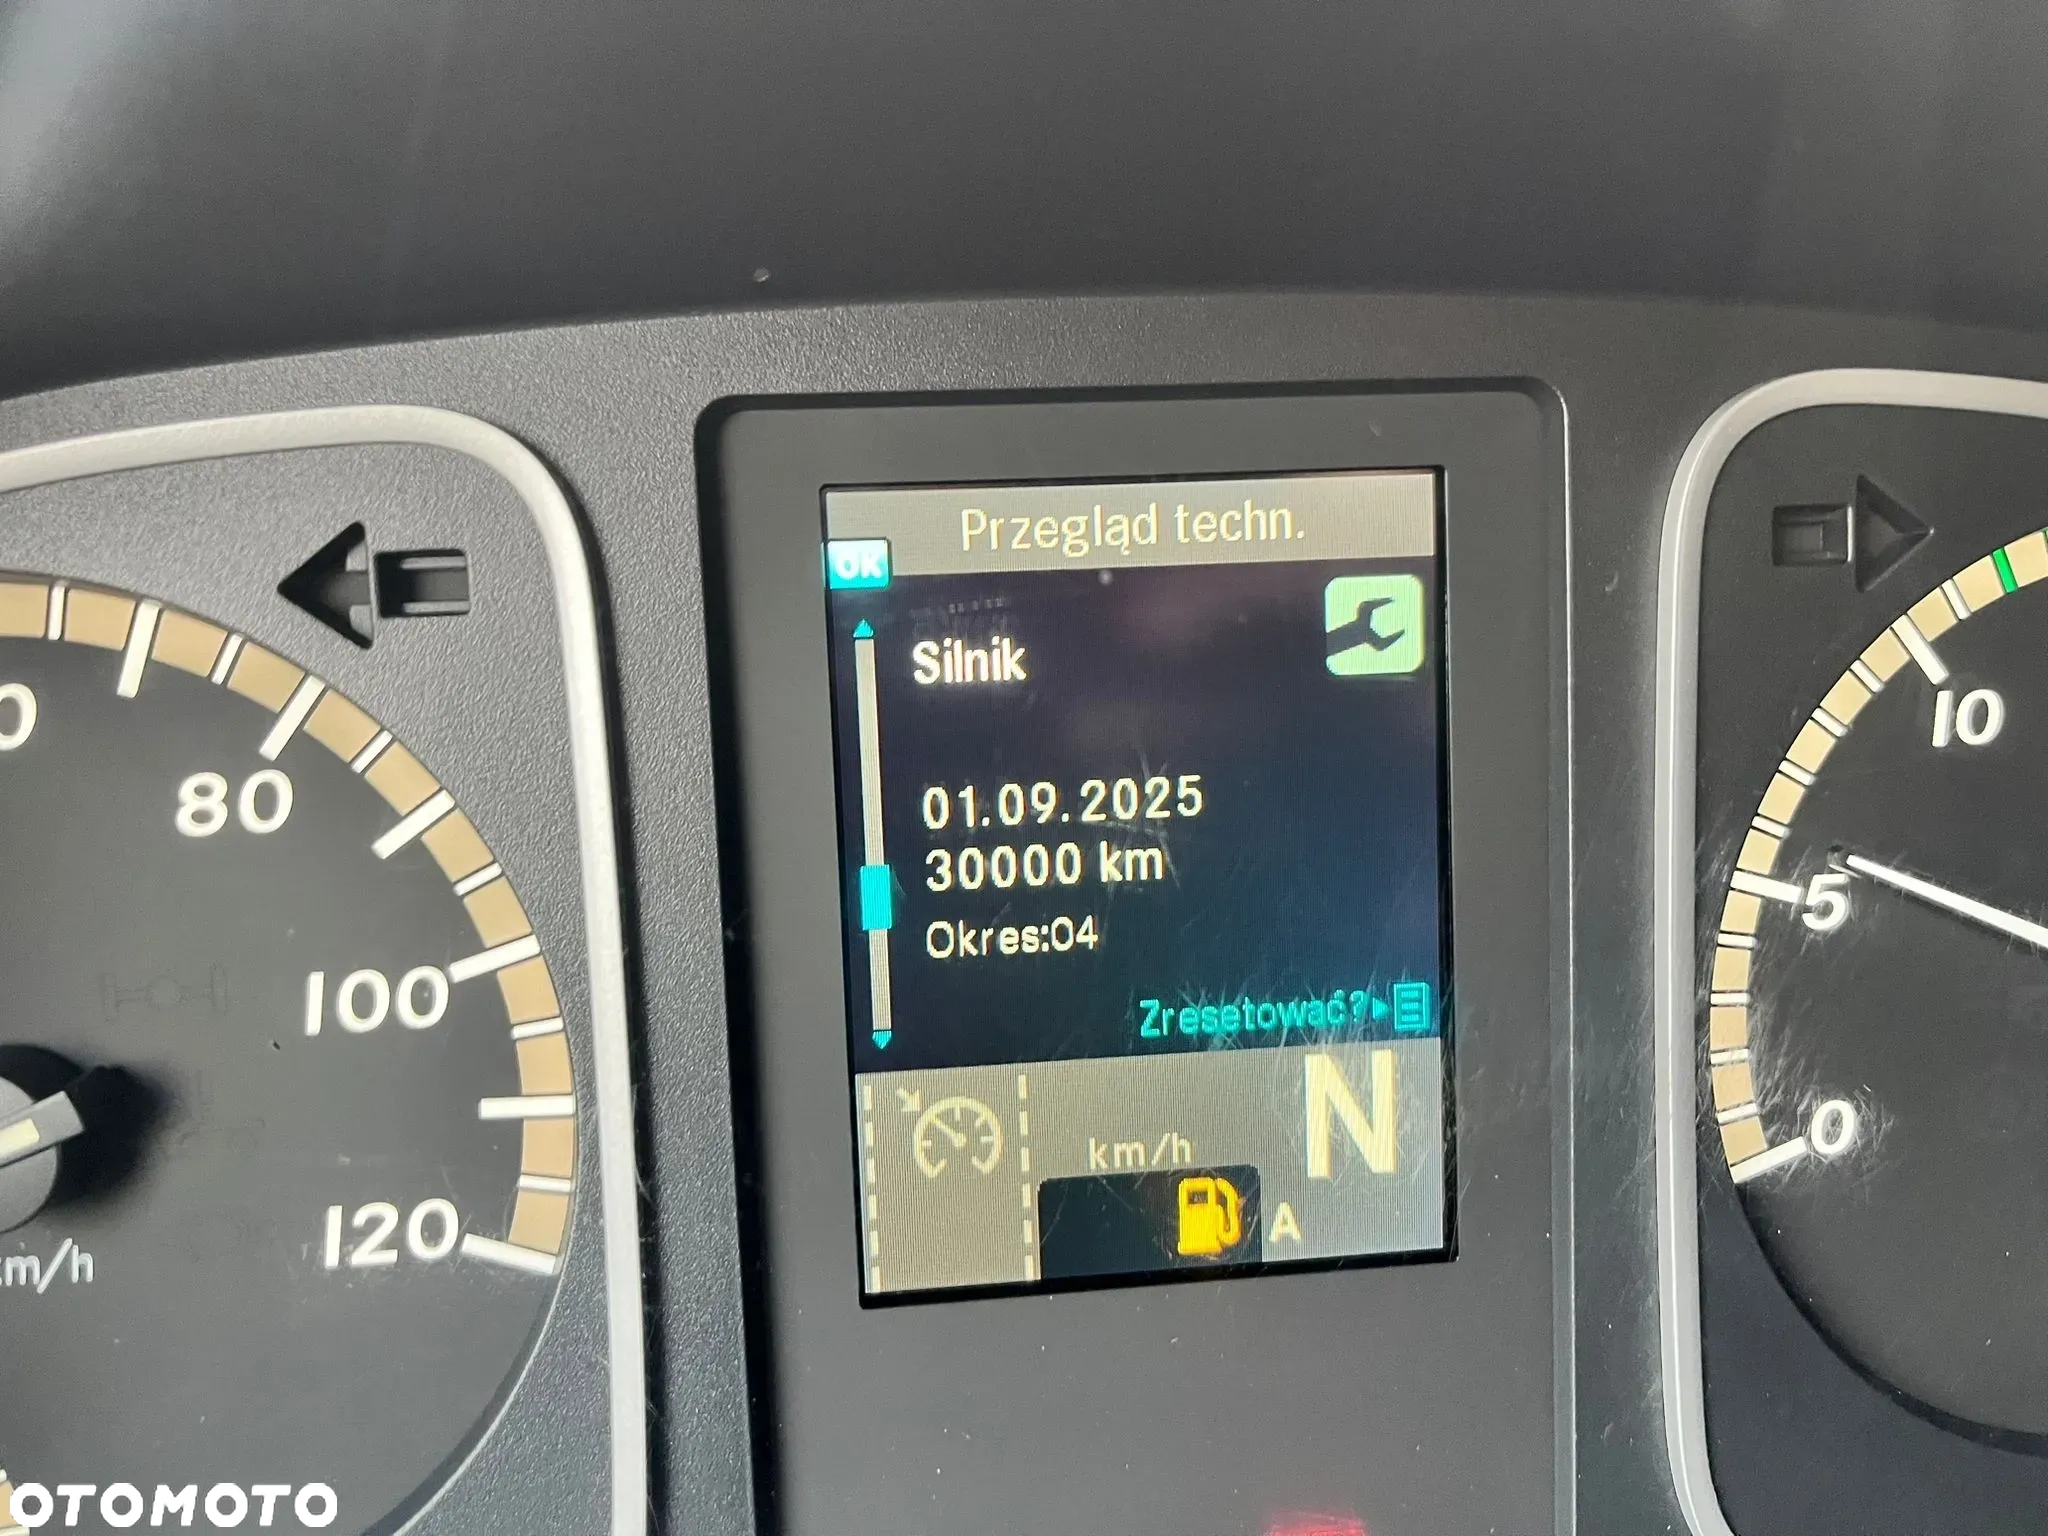 Przegląd techn.
OK
Silnik
01.09.2025
30000 km
Okres:04
Zresetować?
km/h
N
A
80
100
120
km/h
10
5
0
OTOMOTO